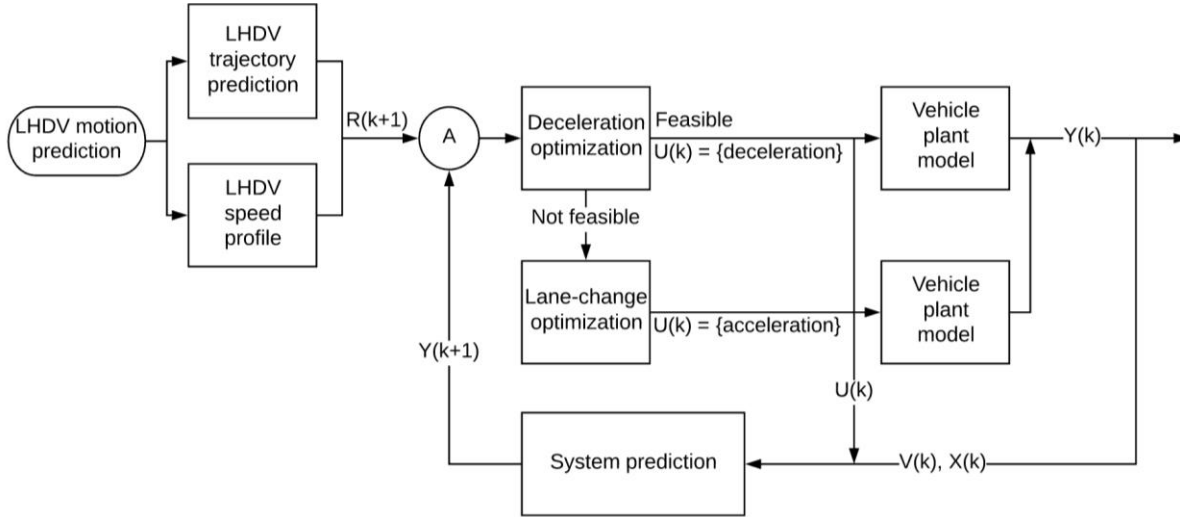 LHDV motion
prediction
LHDV
trajectory
prediction
LHDV
speed
profile
R(k+1)
A
Deceleration
optimization
Feasible
U(k) = {deceleration}
Not feasible
Lane-change
optimization
U(k) = {acceleration}
Vehicle
plant
model
Vehicle
plant
model
Y(k)
Y(k+1)
U(k)
System prediction
V(k), X(k)